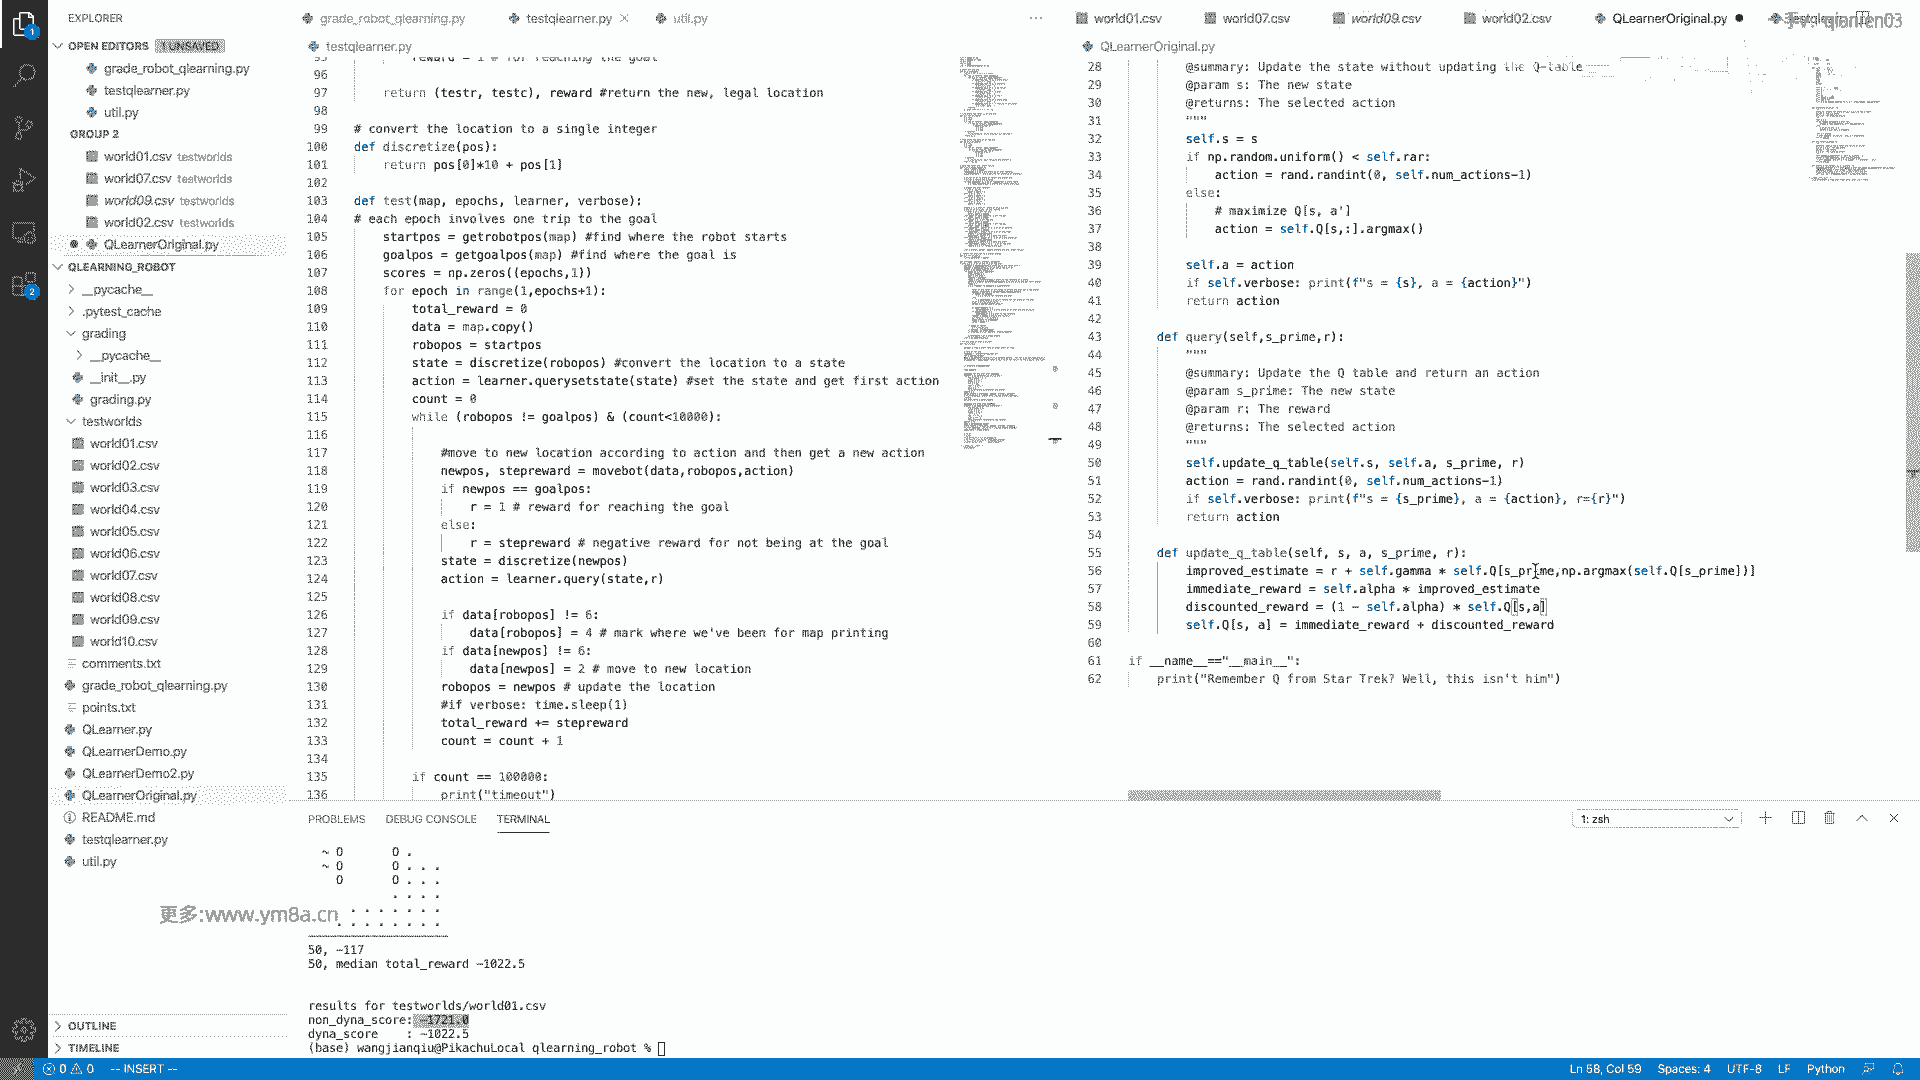 EXPLORER
OPEN EDITORS 1 UNSAVED
grade_robot_qlearning.py
testqlearner.py
util.py
GROUP 2
world01.csv testworlds
world07.csv testworlds
world09.csv testworlds
world02.csv testworlds
QLearnerOriginal.py
QLEARNING_ROBOT
__pycache__
.pytest_cache
grading
__pycache__
__init__.py
grading.py
testworlds
world01.csv
world02.csv
world03.csv
world04.csv
world05.csv
world06.csv
world07.csv
world08.csv
world09.csv
world10.csv
comments.txt
grade_robot_qlearning.py
points.txt
QLearner.py
QLearnerDemo.py
QLearnerDemo2.py
QLearnerOriginal.py
README.md
testqlearner.py
util.py
OUTLINE
TIMELINE
grade_robot_qlearning.py testqlearner.py util.py
testqlearner.py
95 reward = 1 # for reaching the goal
96
97 return (testr, testc), reward #return the new, legal location
98
99 # convert the location to a single integer
100 def discretize(pos):
101 return pos[0]*10 + pos[1]
102
103 def test(map, epochs, learner, verbose):
104 # each epoch involves one trip to the goal
105 startpos = getrobotpos(map) #find where the robot starts
106 goalpos = getgoalpos(map) #find where the goal is
107 scores = np.zeros((epochs,1))
108 for epoch in range(1,epochs+1):
109 total_reward = 0
110 data = map.copy()
111 robopos = startpos
112 state = discretize(robopos) #convert the location to a state
113 action = learner.querysetstate(state) #set the state and get first action
114 count = 0
115 while (robopos != goalpos) & (count<10000):
116
117 #move to new location according to action and then get a new action
118 newpos, stepreward = movebot(data,robopos,action)
119 if newpos == goalpos:
120 r = 1 # reward for reaching the goal
121 else:
122 r = stepreward # negative reward for not being at the goal
123 state = discretize(newpos)
124 action = learner.query(state,r)
125
126 if data[robopos] != 6:
127 data[robopos] = 4 # mark where we've been for map printing
128 if data[newpos] != 6:
129 data[newpos] = 2 # move to new location
130 robopos = newpos # update the location
131 #if verbose: time.sleep(1)
132 total_reward += stepreward
133 count = count + 1
134
135 if count == 100000:
136 print("timeout")
world01.csv world07.csv world09.csv world02.csv QLearnerOriginal.py
QLearnerOriginal.py
28 @summary: Update the state without updating the Q-table
29 @param s: The new state
30 @returns: The selected action
31 """
32 self.s = s
33 if np.random.uniform() < self.rar:
34 action = rand.randint(0, self.num_actions-1)
35 else:
36 # maximize Q[s, a']
37 action = self.Q[s,:].argmax()
38
39 self.a = action
40 if self.verbose: print(f"s = {s}, a = {action}")
41 return action
42
43 def query(self,s_prime,r):
44 """
45 @summary: Update the Q table and return an action
46 @param s_prime: The new state
47 @param r: The reward
48 @returns: The selected action
49 """
50 self.update_q_table(self.s, self.a, s_prime, r)
51 action = rand.randint(0, self.num_actions-1)
52 if self.verbose: print(f"s = {s_prime}, a = {action}, r={r}")
53 return action
54
55 def update_q_table(self, s, a, s_prime, r):
56 improved_estimate = r + self.gamma * self.Q[s_prime,np.argmax(self.Q[s_prime])]
57 immediate_reward = self.alpha * improved_estimate
58 discounted_reward = (1 - self.alpha) * self.Q[s,a]
59 self.Q[s, a] = immediate_reward + discounted_reward
60
61 if __name__=="__main__":
62 print("Remember Q from Star Trek? Well, this isn't him")
PROBLEMS DEBUG CONSOLE TERMINAL
1: zsh
~ O O .
~ O O . . .
O O . . .
. . . .
. . . . . . .
. . . . . . . .
更多:www.ym8a.cn
50, -117
50, median total_reward -1022.5
results for testworlds/world01.csv
non_dyna_score: -1721.0
dyna_score : -1022.5
(base) wangjianqiu@PikachuLocal qlearning_robot %
0 0 -- INSERT --
Ln 58, Col 59 Spaces: 4 UTF-8 LF Python